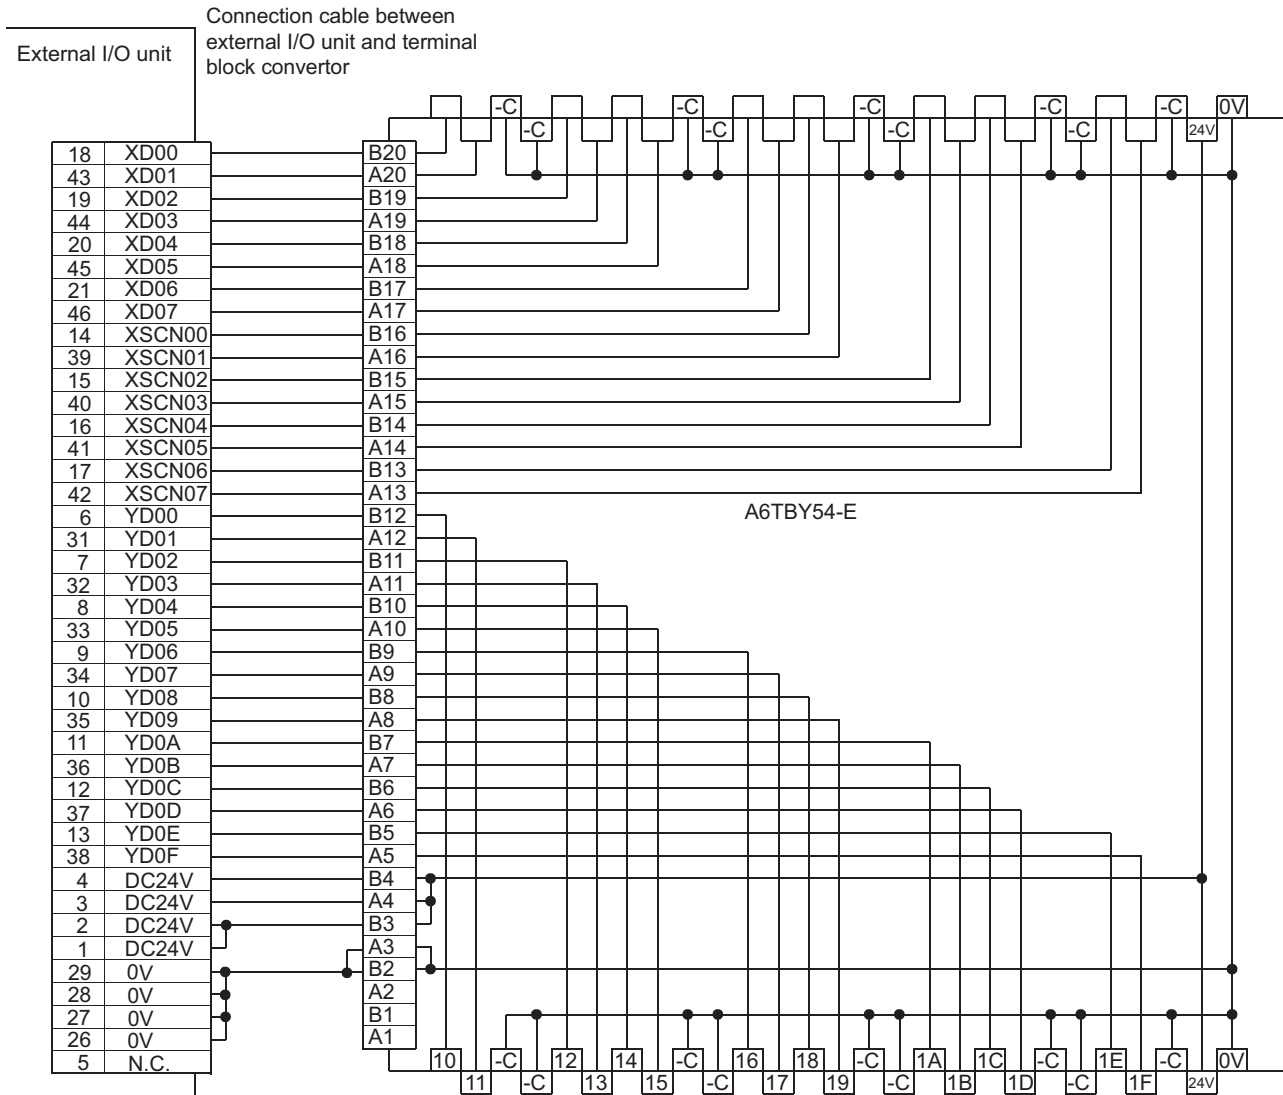 Connection cable between
external I/O unit and terminal
block convertor
External I/O unit
-C -C -C -C -C 0V
-C -C -C -C 24V
18 XD00 B20
43 XD01 A20
19 XD02 B19
44 XD03 A19
20 XD04 B18
45 XD05 A18
21 XD06 B17
46 XD07 A17
14 XSCN00 B16
39 XSCN01 A16
15 XSCN02 B15
40 XSCN03 A15
16 XSCN04 B14
41 XSCN05 A14
17 XSCN06 B13
42 XSCN07 A13
A6TBY54-E
6 YD00 B12
31 YD01 A12
7 YD02 B11
32 YD03 A11
8 YD04 B10
33 YD05 A10
9 YD06 B9
34 YD07 A9
10 YD08 B8
35 YD09 A8
11 YD0A B7
36 YD0B A7
12 YD0C B6
37 YD0D A6
13 YD0E B5
38 YD0F A5
4 DC24V B4
3 DC24V A4
2 DC24V B3
1 DC24V A3
29 0V B2
28 0V A2
27 0V B1
26 0V A1
5 N.C.
10 -C 12 14 -C 16 18 -C 1A 1C -C 1E -C 0V
11 -C 13 15 -C 17 19 -C 1B 1D -C 1F 24V